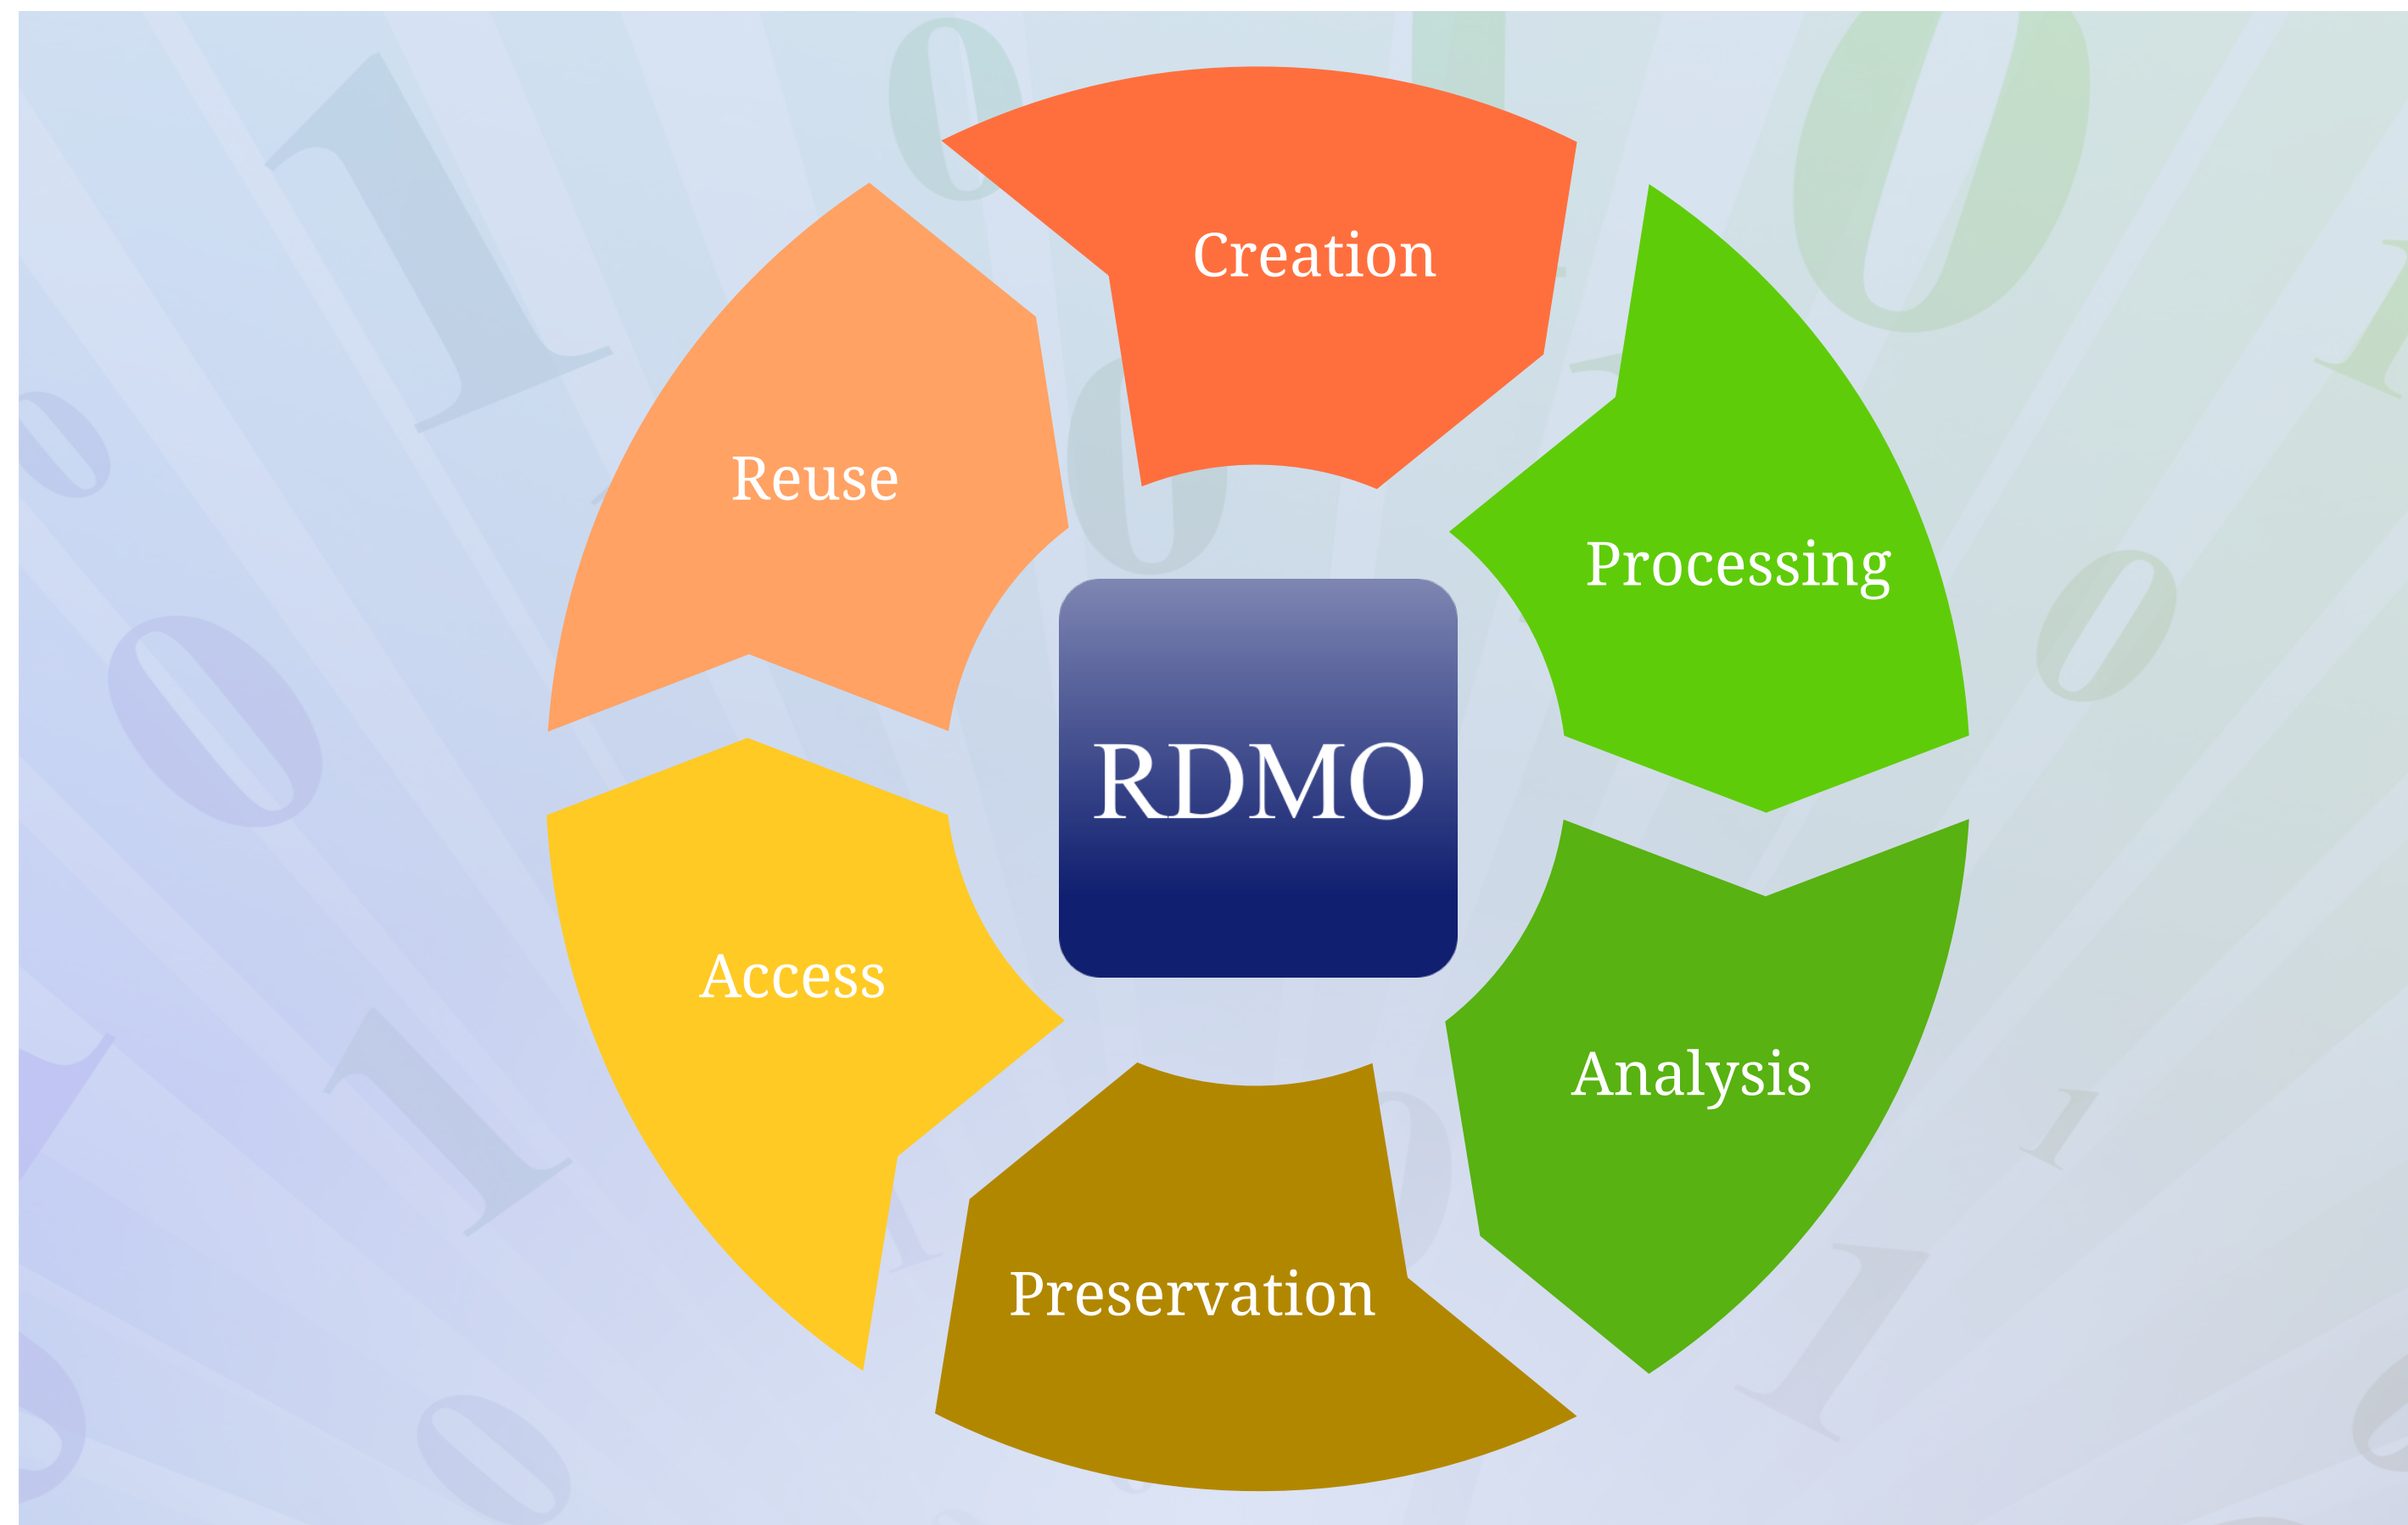 Creation
Processing
Analysis
Preservation
Access
Reuse
RDMO